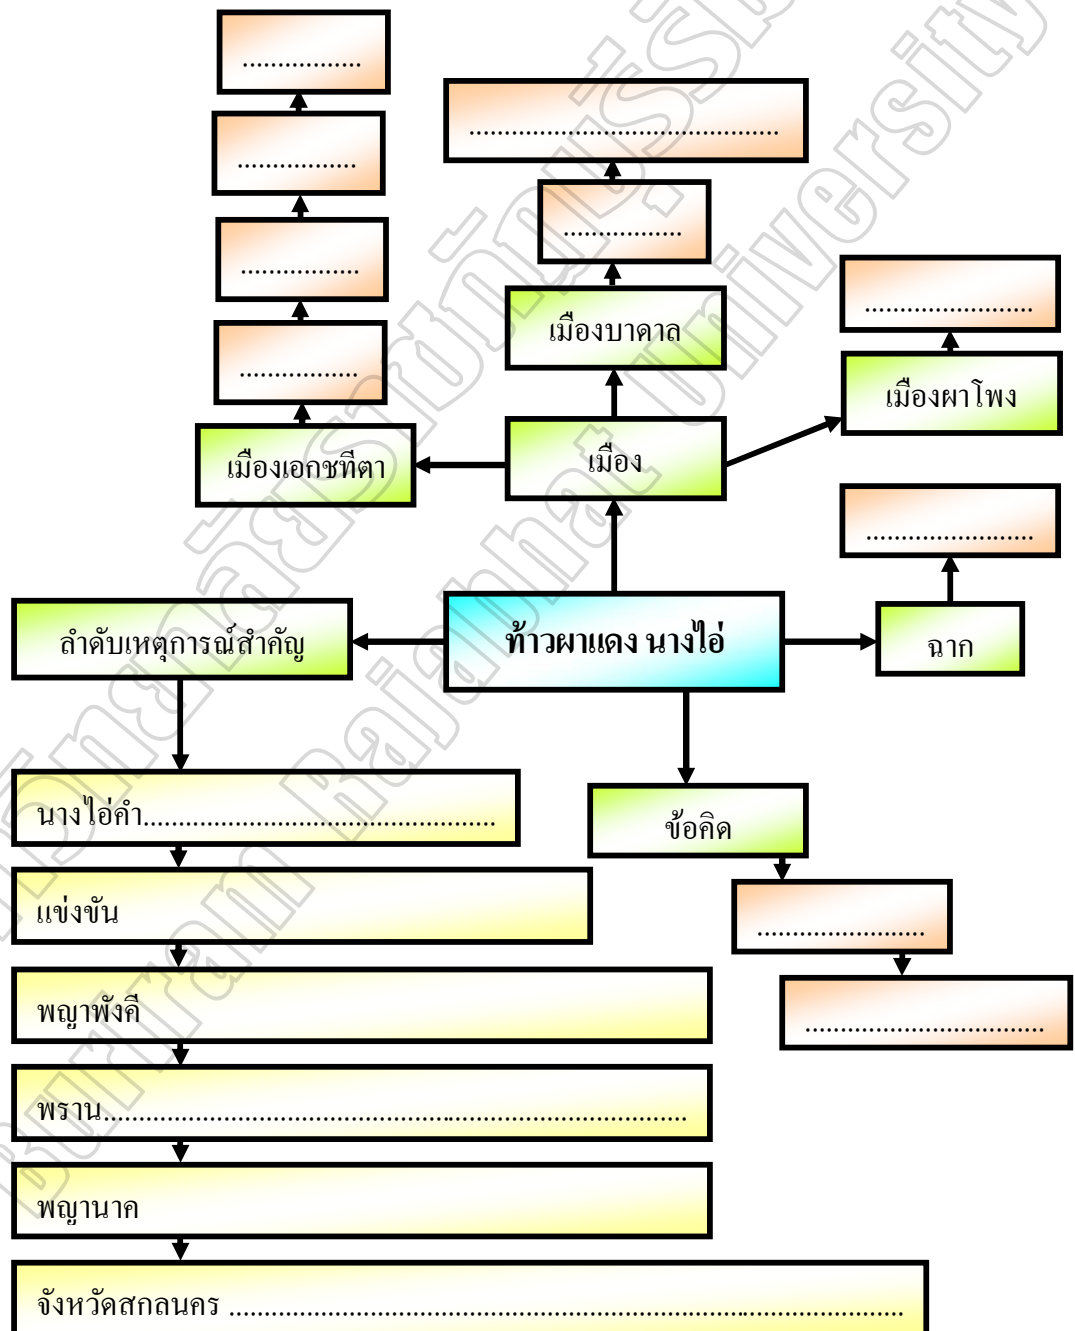 .................
.................
............................................
.................
.................
.................
เมืองบาดาล
........................
.................
เมืองผาโพง
เมืองเอกชทีตา
เมือง
........................
ลำดับเหตุการณ์สำคัญ
ท้าวผาแดง นางไอ่
ฉาก
นางไอ่คำ..................................................
ข้อคิด
แข่งขัน
........................
พญาพังคี
..................................
พราน...................................................................................
พญานาค
จังหวัดสกลนคร ................................................................................................
Buriram Rajabhat University